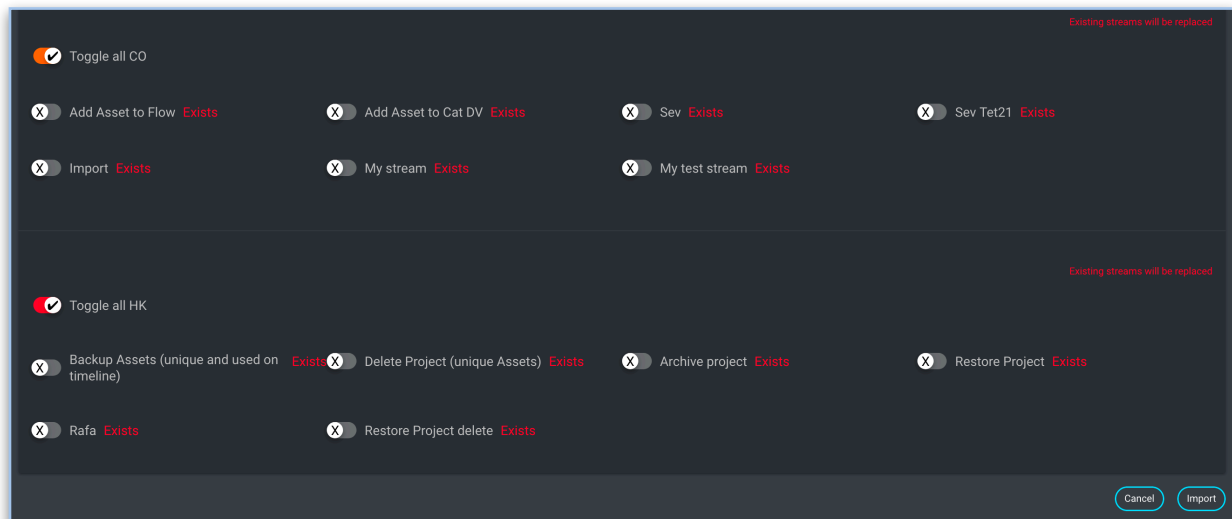 Existing streams will be replaced
Toggle all CO
Add Asset to Flow Exists
Add Asset to Cat DV Exists
Sev Exists
Sev Tet21 Exists
Import Exists
My stream Exists
My test stream Exists
Existing streams will be replaced
Toggle all HK
Backup Assets (unique and used on
timeline) Exists
Delete Project (unique Assets) Exists
Archive project Exists
Restore Project Exists
Rafa Exists
Restore Project delete Exists
Cancel
Import